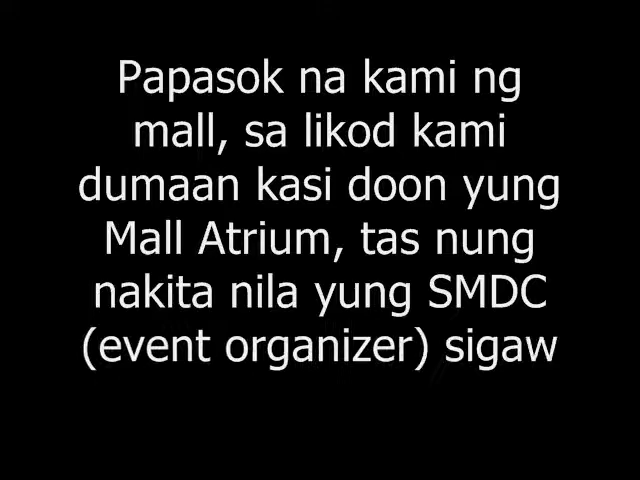 Papasok na kami ng
mall, sa likod kami
dumaan kasi doon yung
Mall Atrium, tas nung
nakita nila yung SMDC
(event organizer) sigaw